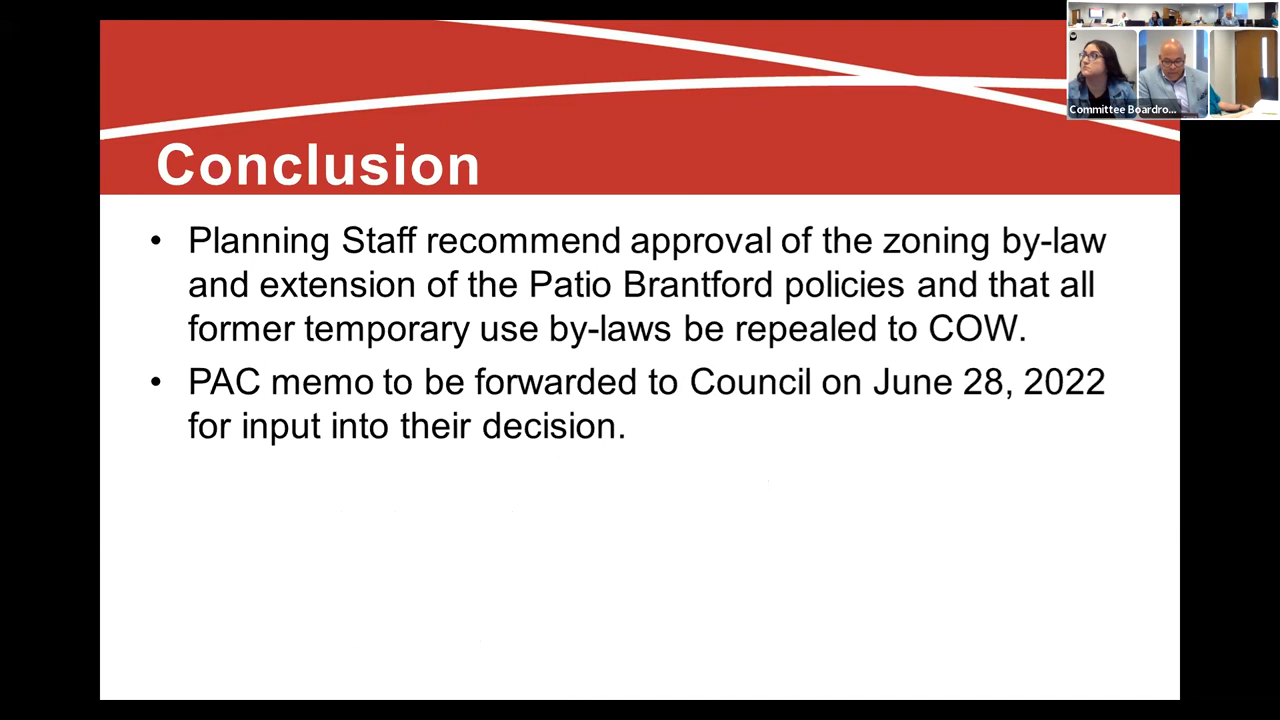 Committee Boardro...
Conclusion
• Planning Staff recommend approval of the zoning by-law
and extension of the Patio Brantford policies and that all
former temporary use by-laws be repealed to COW.
• PAC memo to be forwarded to Council on June 28, 2022
for input into their decision.